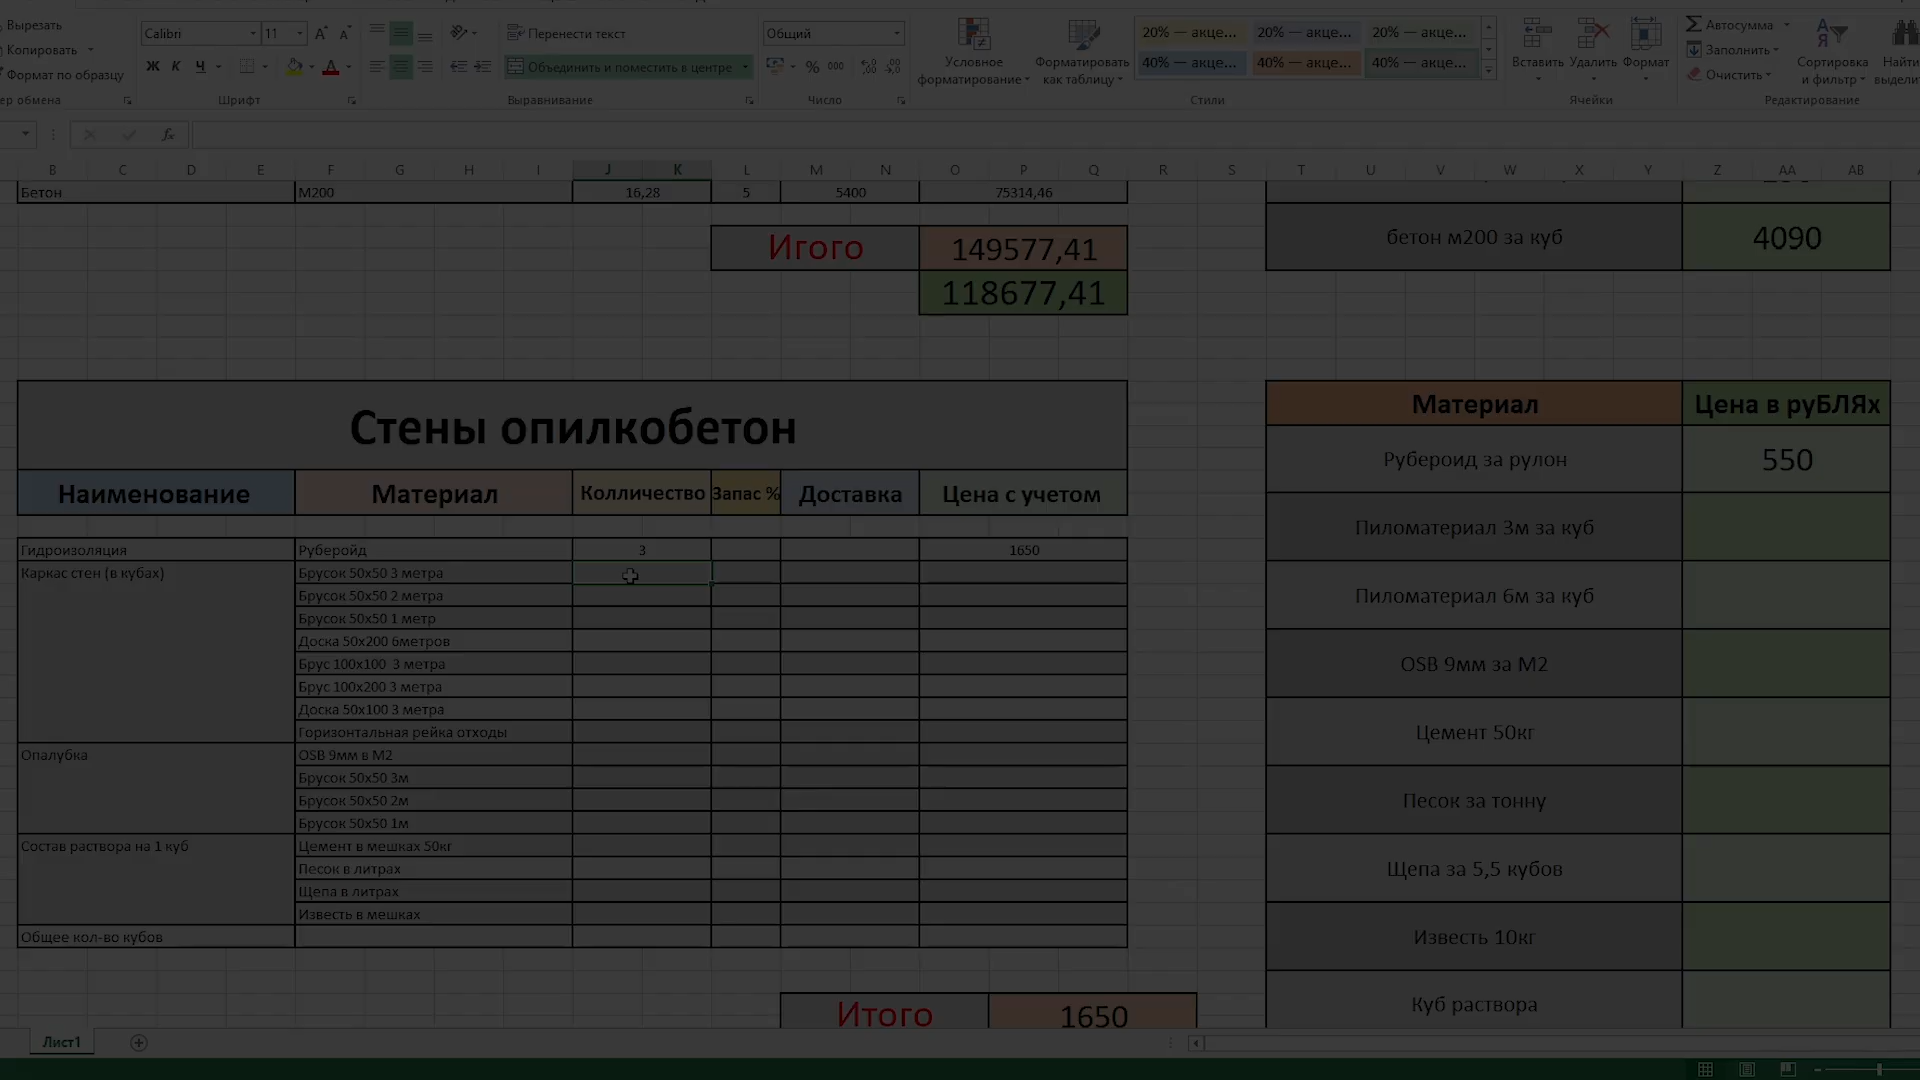 Вырезать
Копировать
Формат по образцу
ер обмена
Calibri
11
Ж К Ч
Шрифт
Перенести текст
Объединить и поместить в центре
Выравнивание
Общий
% 000
Число
Условное форматирование
Форматировать как таблицу
20% — акце... 20% — акце... 20% — акце...
40% — акце... 40% — акце... 40% — акце...
Стили
Вставить Удалить Формат
Ячейки
Автосумма
Заполнить
Очистить
Сортировка и фильтр
Найти выделит
Редактирование
fx
B C D E F G H I J K L M N O P Q R S T U V W X Y Z AA AB
Бетон М200 16,28 5 5400 75314,46
Игого 149577,41
118677,41
бетон м200 за куб 4090
Стены опилкобетон
Наименование Материал Колличество Запас % Доставка Цена с учетом
Гидроизоляция Руберойд 3 1650
Каркас стен (в кубах) Брусок 50х50 3 метра
Брусок 50х50 2 метра
Брусок 50х50 1 метр
Доска 50х200 6метров
Брус 100х100 3 метра
Брус 100х200 3 метра
Доска 50х100 3 метра
Горизонтальная рейка отходы
Опалубка OSB 9мм в М2
Брусок 50х50 3м
Брусок 50х50 2м
Брусок 50х50 1м
Состав раствора на 1 куб Цемент в мешках 50кг
Песок в литрах
Щепа в литрах
Известь в мешках
Общее кол-во кубов
Итого 1650
Материал Цена в руБЛЯх
Рубероид за рулон 550
Пиломатериал 3м за куб
Пиломатериал 6м за куб
OSB 9мм за М2
Цемент 50кг
Песок за тонну
Щепа за 5,5 кубов
Известь 10кг
Куб раствора
Лист1